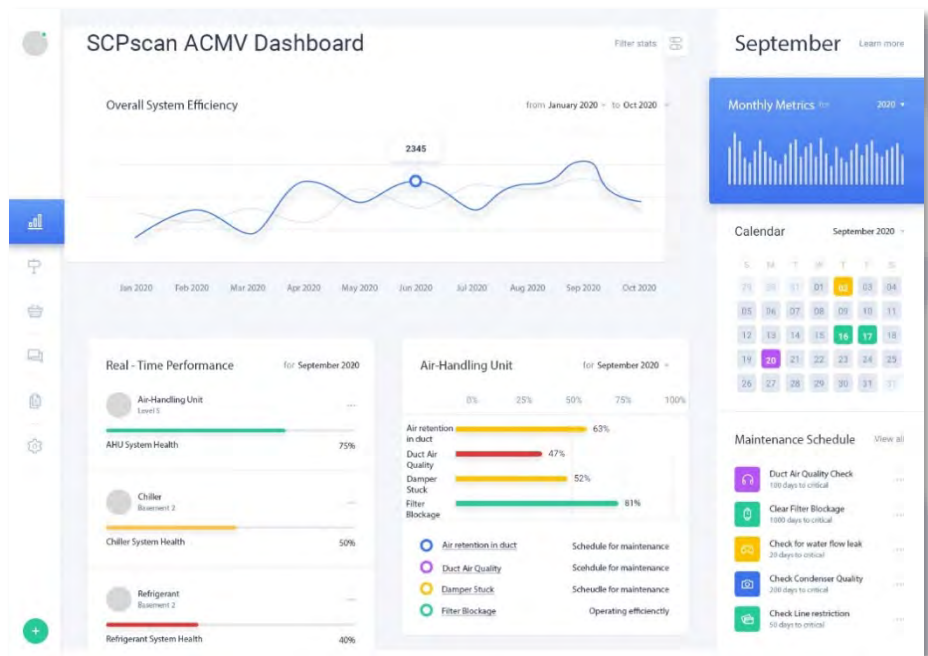 SCPscan ACMV Dashboard
Filter stats
Overall System Efficiency
from January 2020 to Oct 2020
2345
Jan 2020 Feb 2020 Mar 2020 Apr 2020 May 2020 Jun 2020 Jul 2020 Aug 2020 Sep 2020 Oct 2020
Real - Time Performance
for September 2020
Air-Handling Unit
Level 5
AHU System Health 75%
Chiller
Basement 2
Chiller System Health 50%
Refrigerant
Basement 2
Refrigerant System Health 40%
Air-Handling Unit
for September 2020
0% 25% 50% 75% 100%
Air retention
in duct
63%
Duct Air
Quality
47%
Damper
Stuck
52%
Filter
Blockage
81%
Air retention in duct Schedule for maintenance
Duct Air Quality Scehdule for maintenance
Damper Stuck Scheudle for maintenance
Filter Blockage Operating efficienctly
September
Learn more
Monthly Metrics for 2020
Calendar
September 2020
S M T W T F S
29 30 31 01 02 03 04
05 06 07 08 09 10 11
12 13 14 15 16 17 18
19 20 21 22 23 24 25
26 27 28 29 30 31
Maintenance Schedule View all
Duct Air Quality Check
100 days to critical
Clear Filter Blockage
1000 days to critical
Check for water flow leak
20 days to critical
Check Condenser Quality
200 days to critical
Check Line restriction
50 days to critical